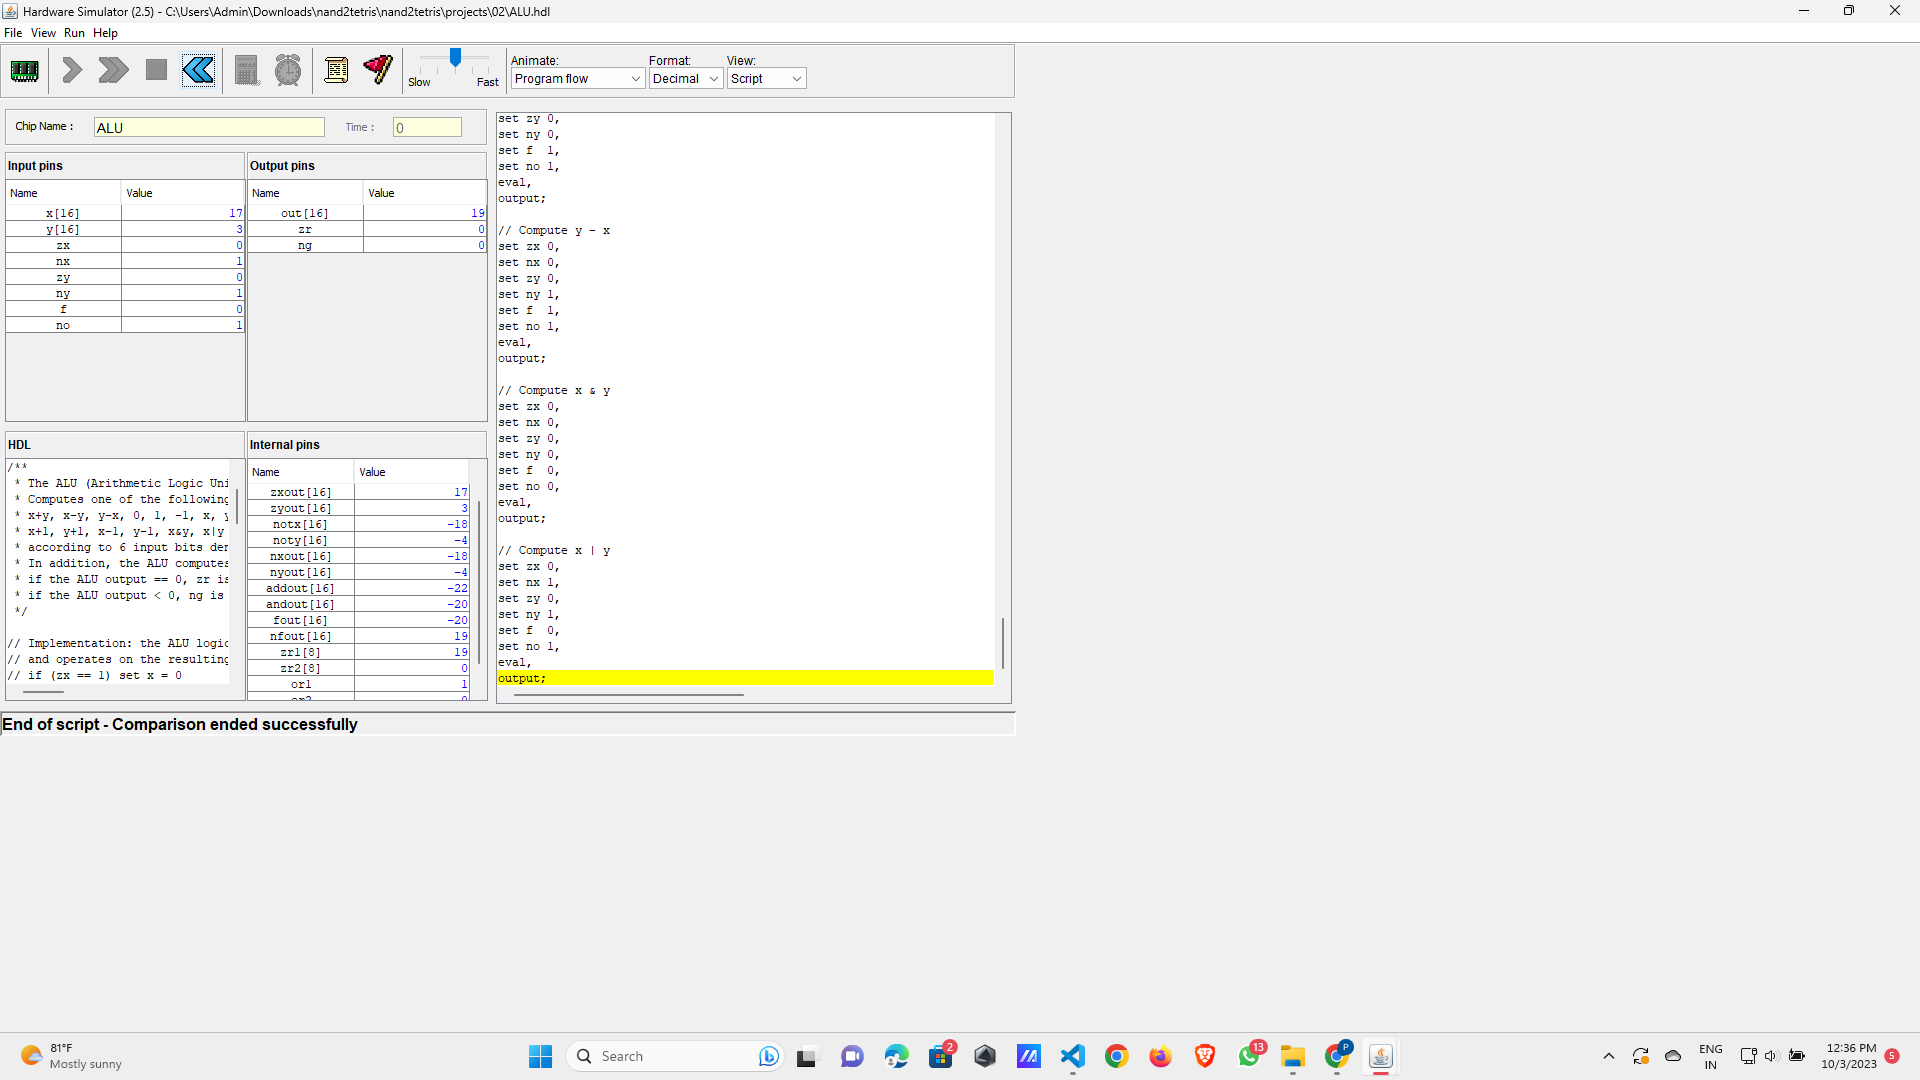 Hardware Simulator (2.5) - C:\Users\Admin\Downloads\nand2tetris\nand2tetris\projects\02\ALU.hdl
File View Run Help
Slow Fast
Animate: Format: View:
Program flow Decimal Script
Chip Name : ALU Time : 0
Input pins
Name Value
x[16] 17
y[16] 3
zx 0
nx 1
zy 0
ny 1
f 0
no 1
Output pins
Name Value
out[16] 19
zr 0
ng 0
HDL
/**
* The ALU (Arithmetic Logic Uni
* Computes one of the following
* x+y, x-y, y-x, 0, 1, -1, x, y
* x+1, y+1, x-1, y-1, x&y, x|y
* according to 6 input bits der
* In addition, the ALU computes
* if the ALU output == 0, zr is
* if the ALU output < 0, ng is
*/
// Implementation: the ALU logic
// and operates on the resulting
// if (zx == 1) set x = 0
Internal pins
Name Value
zxout[16] 17
zyout[16] 3
notx[16] -18
noty[16] -4
nxout[16] -18
nyout[16] -4
addout[16] -22
andout[16] -20
fout[16] -20
nfout[16] 19
zr1[8] 19
zr2[8] 0
or1 1
or2 0
set zy 0,
set ny 0,
set f 1,
set no 1,
eval,
output;
// Compute y - x
set zx 0,
set nx 0,
set zy 0,
set ny 1,
set f 1,
set no 1,
eval,
output;
// Compute x & y
set zx 0,
set nx 0,
set zy 0,
set ny 0,
set f 0,
set no 0,
eval,
output;
// Compute x | y
set zx 0,
set nx 1,
set zy 0,
set ny 1,
set f 0,
set no 1,
eval,
output;
End of script - Comparison ended successfully
81°F
Mostly sunny
Search
2
13
P
ENG
IN
12:36 PM
10/3/2023
5